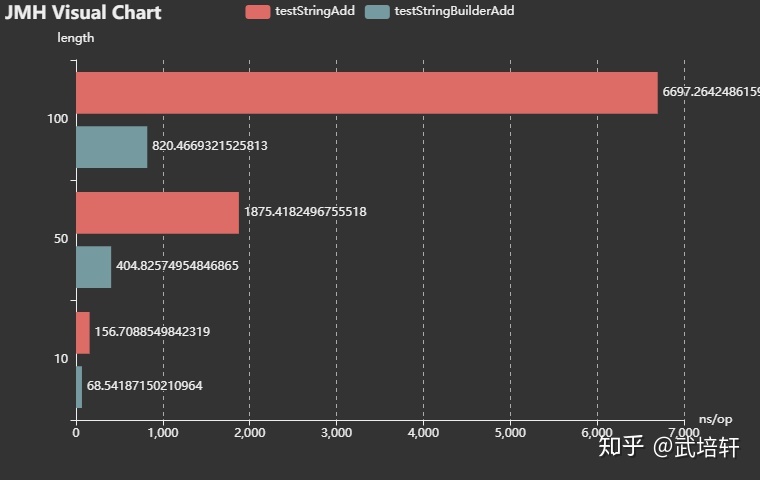 JMH Visual Chart
testStringAdd testStringBuilderAdd
length
6697.2642486159
100
820.4669321525813
1875.4182496755518
50
404.82574954846865
156.7088549842319
10
68.54187150210964
ns/op
0 1,000 2,000 3,000 4,000 5,000 6,000 7,000
知乎 @武培轩